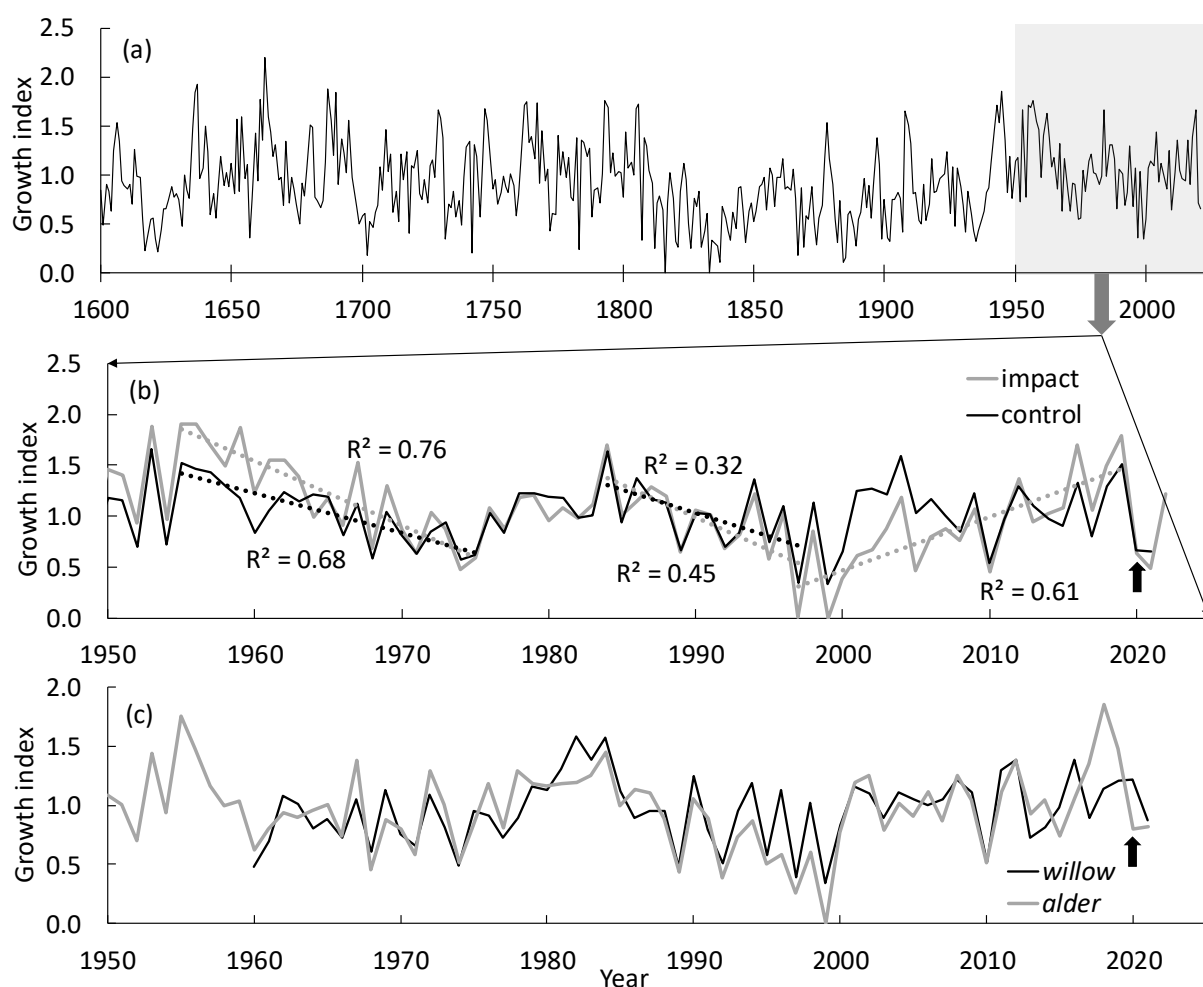 2.5
(a)
2.0
1.5
1.0
0.5
0.0
Growth index
1600 1650 1700 1750 1800 1850 1900 1950 2000
2.5
(b)
impact
control
2.0
R² = 0.76
1.5
R² = 0.32
1.0
R² = 0.68
R² = 0.45
0.5
R² = 0.61
0.0
Growth index
1950 1960 1970 1980 1990 2000 2010 2020
2.0
(c)
1.5
1.0
0.5
willow
alder
0.0
Growth index
1950 1960 1970 1980 1990 2000 2010 2020
Year